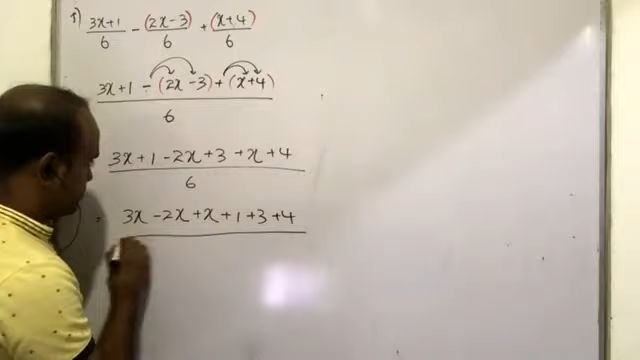 1) 3x+1/6 - (2x-3)/6 + (x+4)/6
3x+1 - (2x-3) + (x+4)
6
3x+1-2x+3+x+4
6
= 3x-2x+x+1+3+4